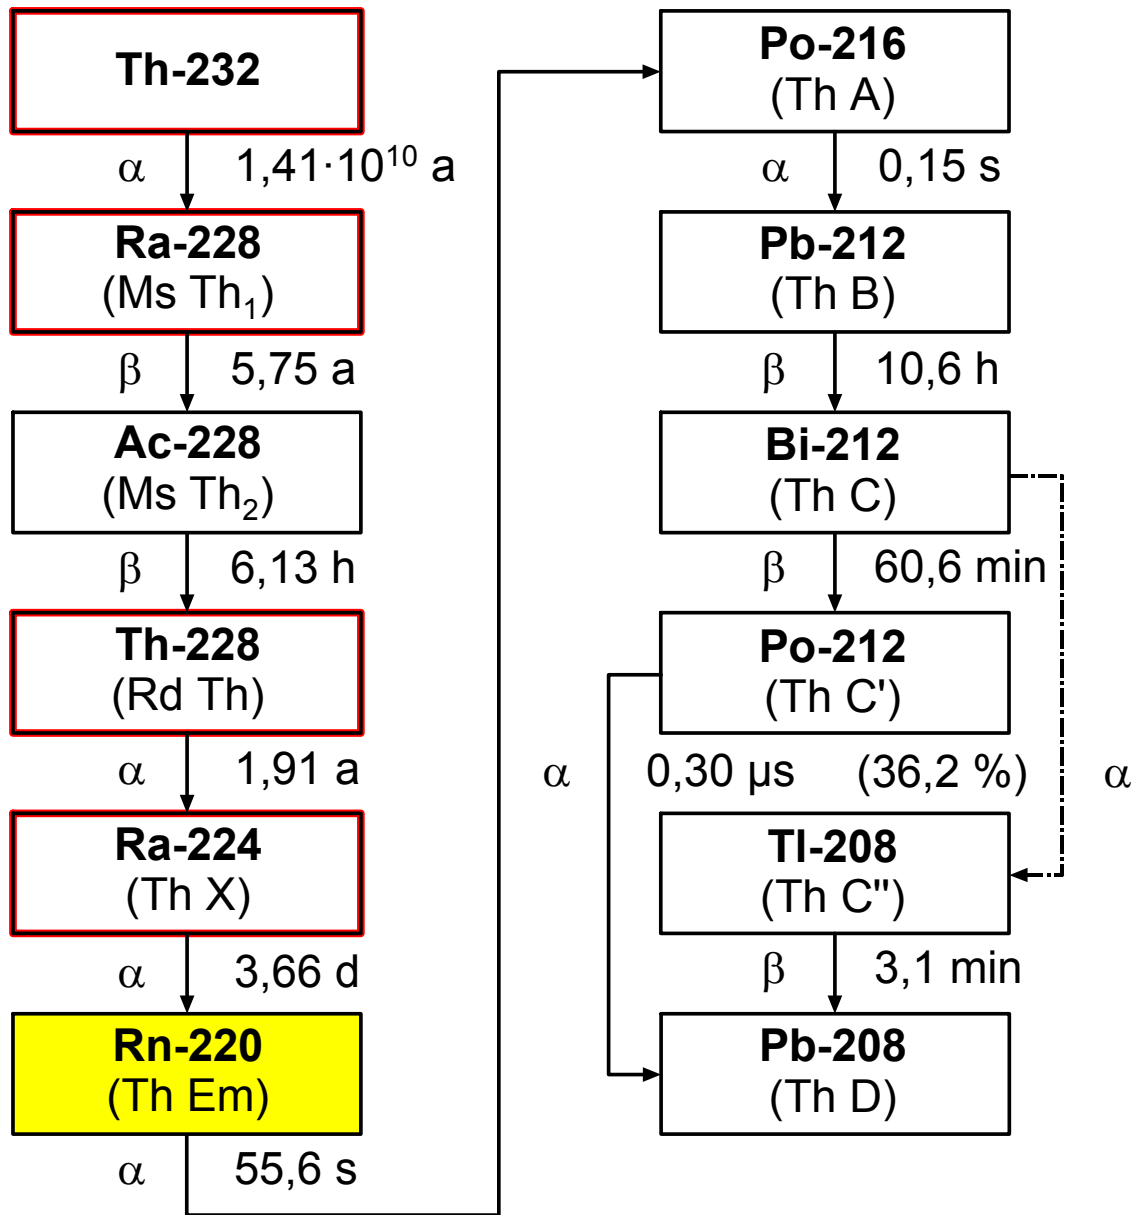 Th-232
α 1,41·10¹⁰ a
Ra-228
(Ms Th₁)
β 5,75 a
Ac-228
(Ms Th₂)
β 6,13 h
Th-228
(Rd Th)
α 1,91 a
Ra-224
(Th X)
α 3,66 d
Rn-220
(Th Em)
α 55,6 s
Po-216
(Th A)
α 0,15 s
Pb-212
(Th B)
β 10,6 h
Bi-212
(Th C)
β 60,6 min
Po-212
(Th C')
α 0,30 µs (36,2 %) α
Tl-208
(Th C'')
β 3,1 min
Pb-208
(Th D)